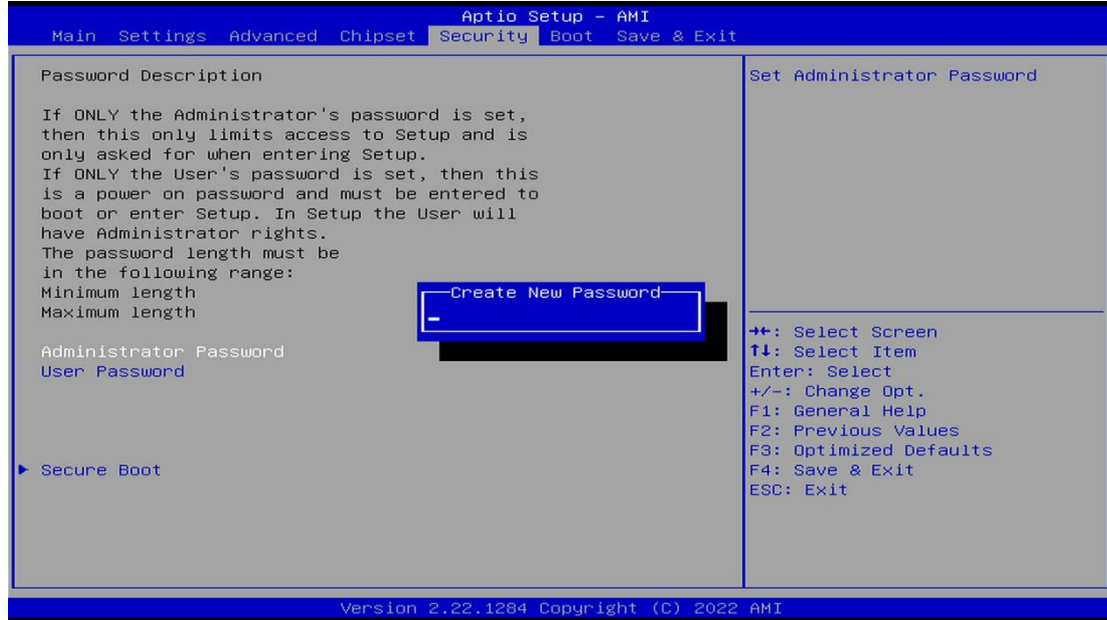 Aptio Setup – AMI
Main Settings Advanced Chipset Security Boot Save & Exit
Password Description
If ONLY the Administrator's password is set,
then this only limits access to Setup and is
only asked for when entering Setup.
If ONLY the User's password is set, then this
is a power on password and must be entered to
boot or enter Setup. In Setup the User will
have Administrator rights.
The password length must be
in the following range:
Minimum length
Maximum length
Administrator Password
User Password
Secure Boot
Create New Password
Set Administrator Password
→←: Select Screen
↑↓: Select Item
Enter: Select
+/-: Change Opt.
F1: General Help
F2: Previous Values
F3: Optimized Defaults
F4: Save & Exit
ESC: Exit
Version 2.22.1284 Copyright (C) 2022 AMI